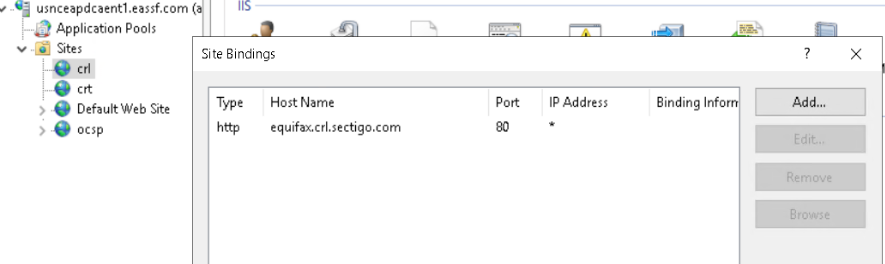 usnceapdcaent1.eassf.com (a
IIS
Application Pools
Sites
crl
crt
Default Web Site
ocsp
Site Bindings
? ×
Type Host Name Port IP Address Binding Inform
http equifax.crl.sectigo.com 80 *
Add...
Edit...
Remove
Browse